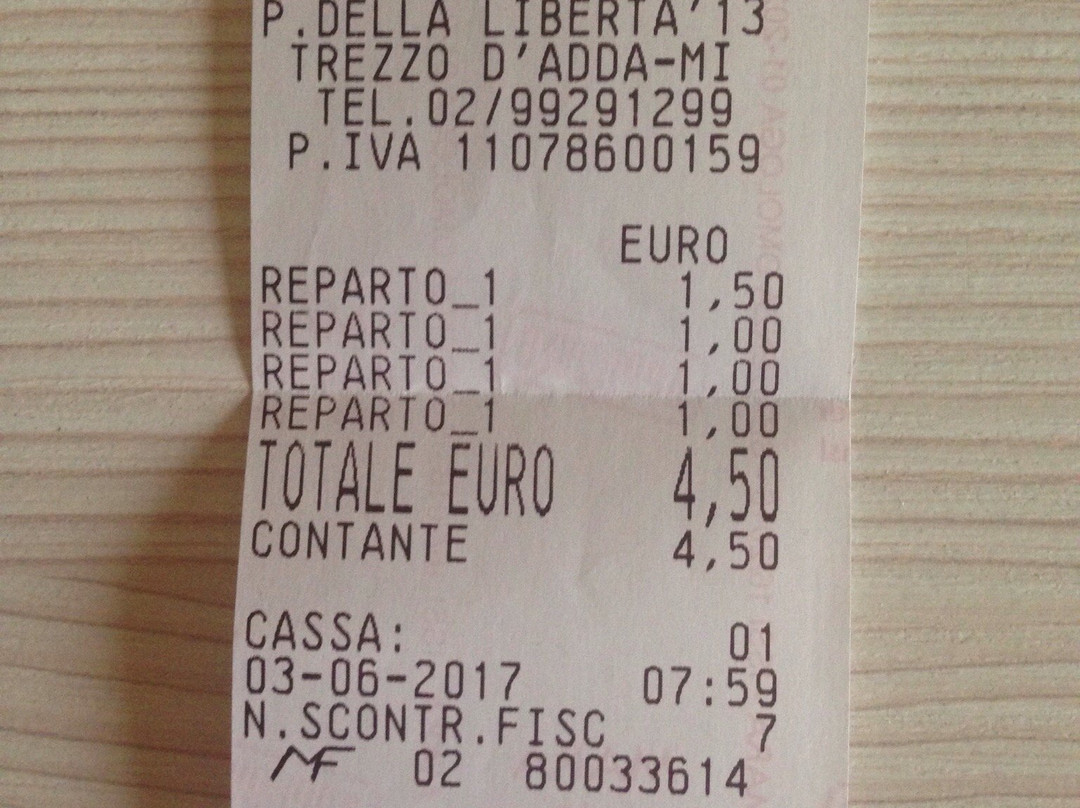 P.DELLA LIBERTA'13
TREZZO D'ADDA-MI
TEL.02/99291299
P.IVA 11078600159
EURO
REPARTO_1 1,50
REPARTO_1 1,00
REPARTO_1 1,00
REPARTO_1 1,00
TOTALE EURO 4,50
CONTANTE 4,50
CASSA: 01
03-06-2017 07:59
N.SCONTR.FISC 7
MF 02 80033614